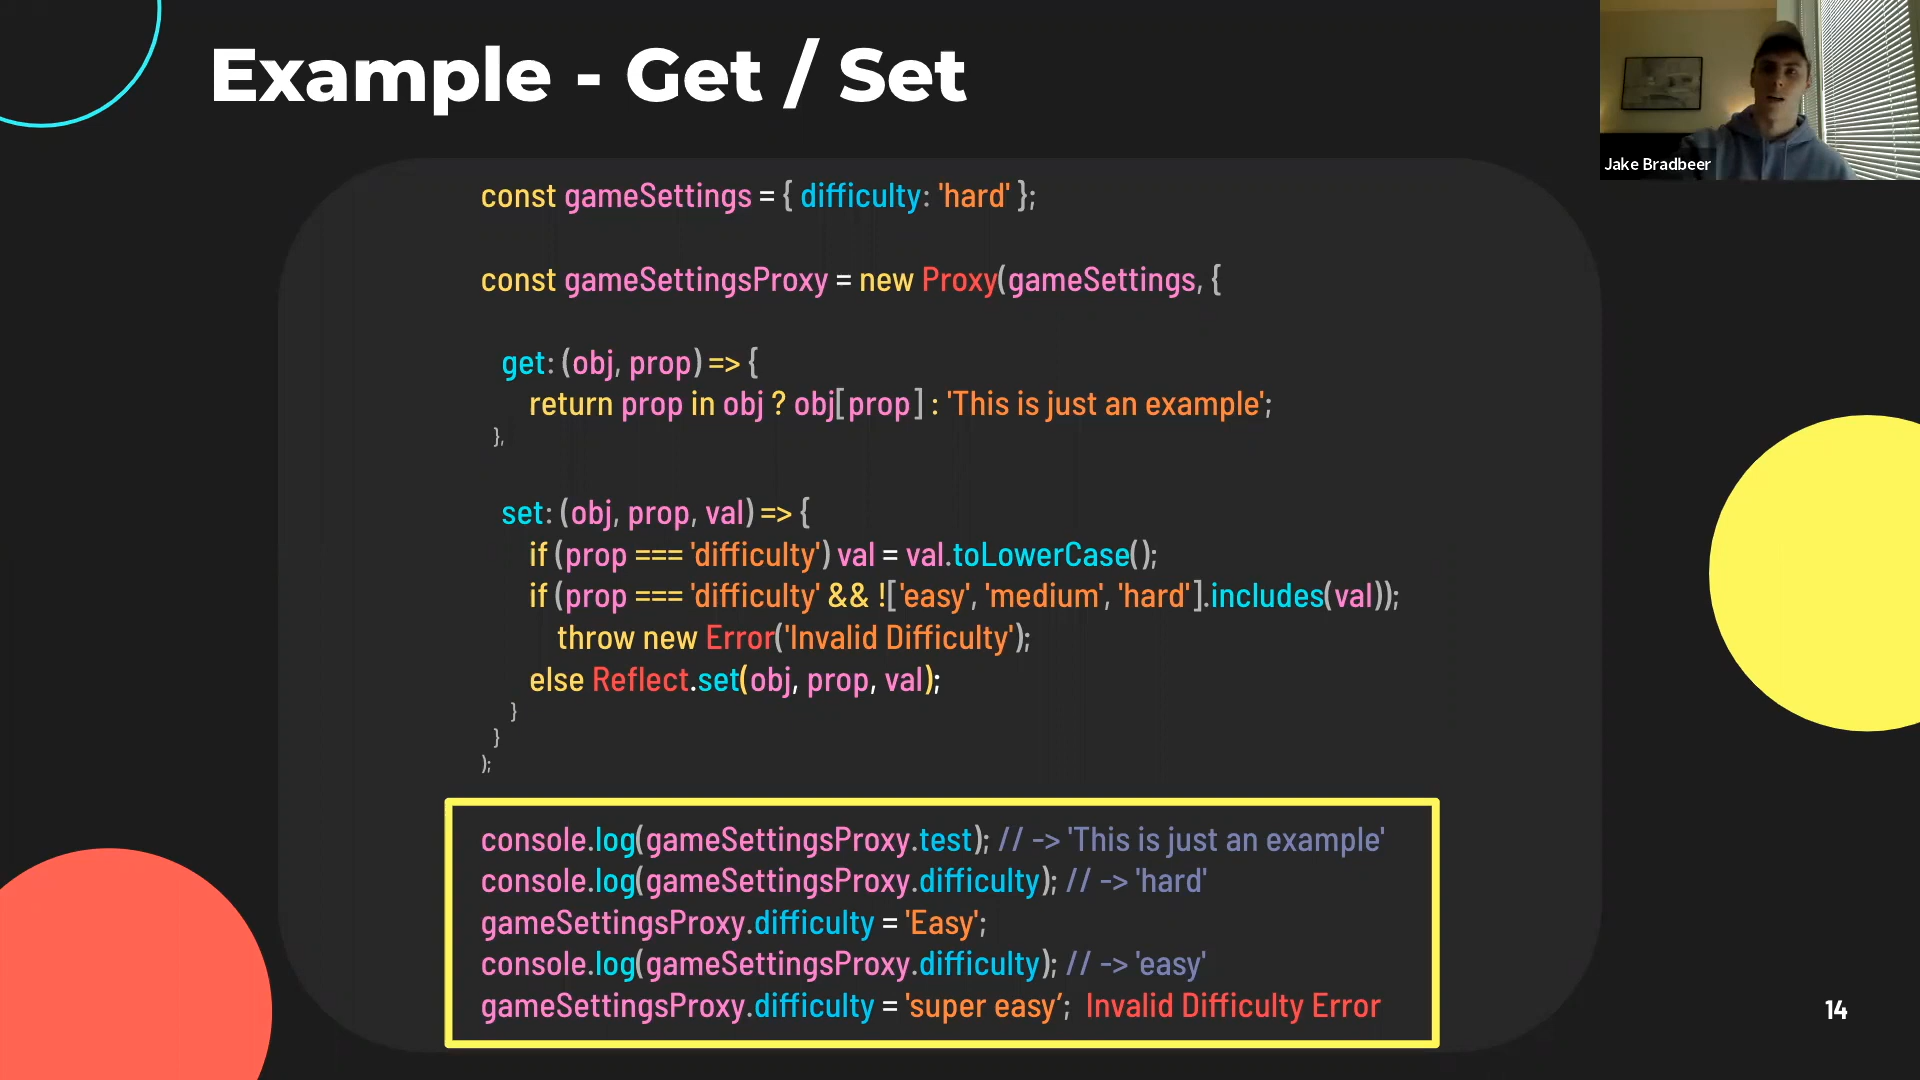 Example - Get / Set
Jake Bradbeer
const gameSettings = { difficulty: 'hard' };
const gameSettingsProxy = new Proxy(gameSettings, {
get: (obj, prop) => {
return prop in obj ? obj[prop] : 'This is just an example';
},
set: (obj, prop, val) => {
if (prop === 'difficulty') val = val.toLowerCase();
if (prop === 'difficulty' && !['easy', 'medium', 'hard'].includes(val));
throw new Error('Invalid Difficulty');
else Reflect.set(obj, prop, val);
}
}
);
console.log(gameSettingsProxy.test); // -> 'This is just an example'
console.log(gameSettingsProxy.difficulty); // -> 'hard'
gameSettingsProxy.difficulty = 'Easy';
console.log(gameSettingsProxy.difficulty); // -> 'easy'
gameSettingsProxy.difficulty = 'super easy’; Invalid Difficulty Error
14